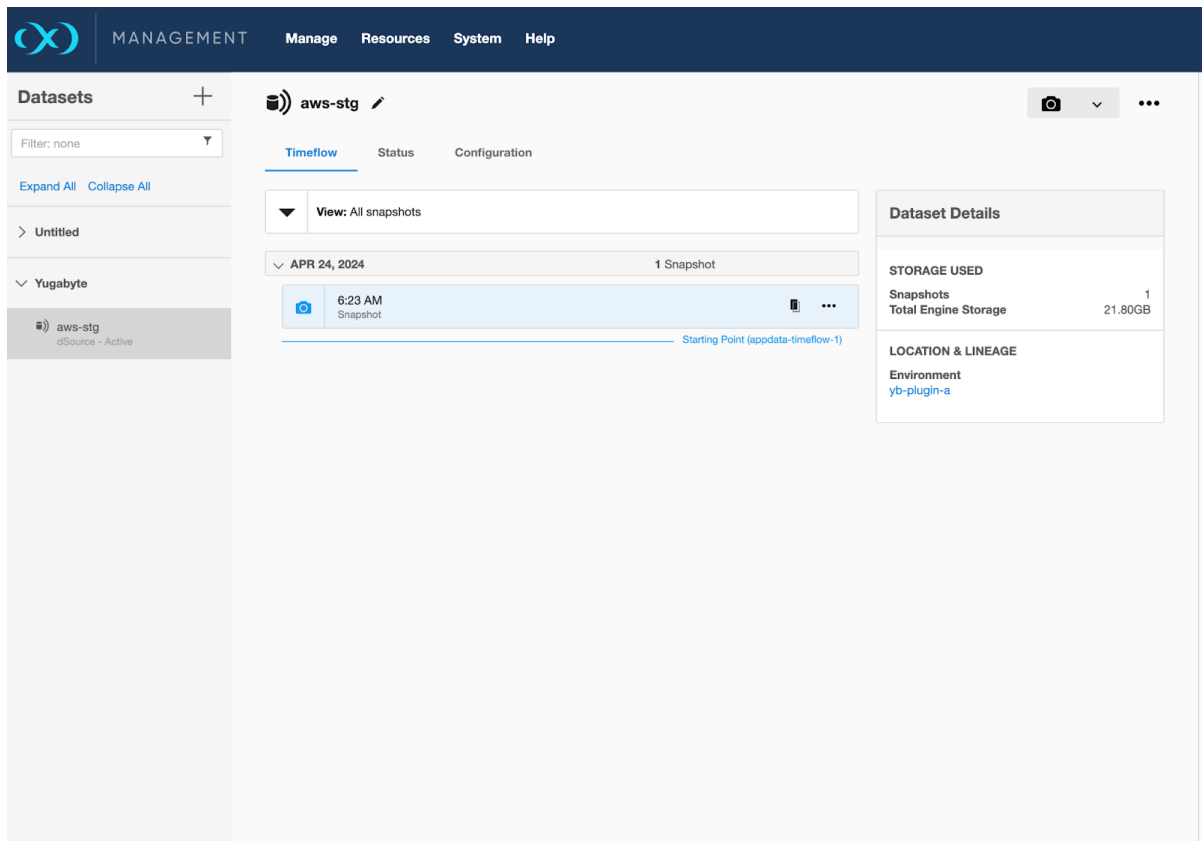 MANAGEMENT Manage Resources System Help
Datasets
Filter: none
Expand All Collapse All
Untitled
Yugabyte
aws-stg
dSource - Active
aws-stg
Timeflow Status Configuration
View: All snapshots
APR 24, 2024 1 Snapshot
6:23 AM
Snapshot
Starting Point (appdata-timeflow-1)
Dataset Details
STORAGE USED
Snapshots 1
Total Engine Storage 21.80GB
LOCATION & LINEAGE
Environment
yb-plugin-a